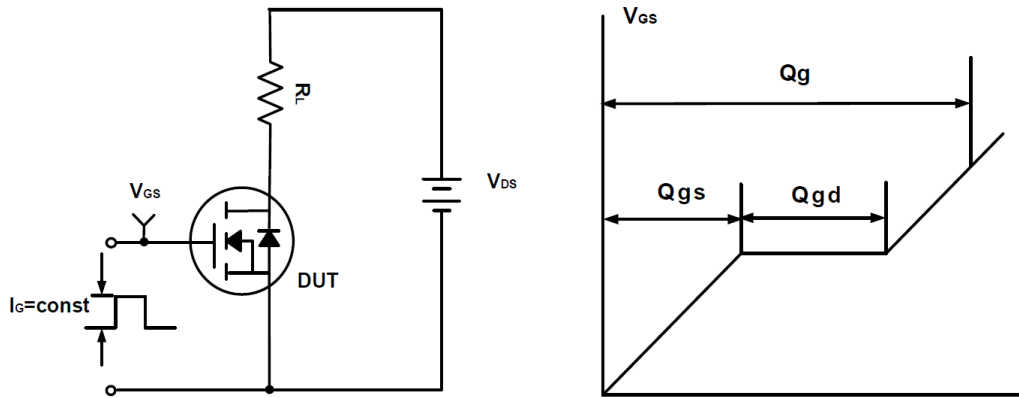 RL
VGS
VDS
DUT
IG=const
VGS
Qg
Qgs
Qgd